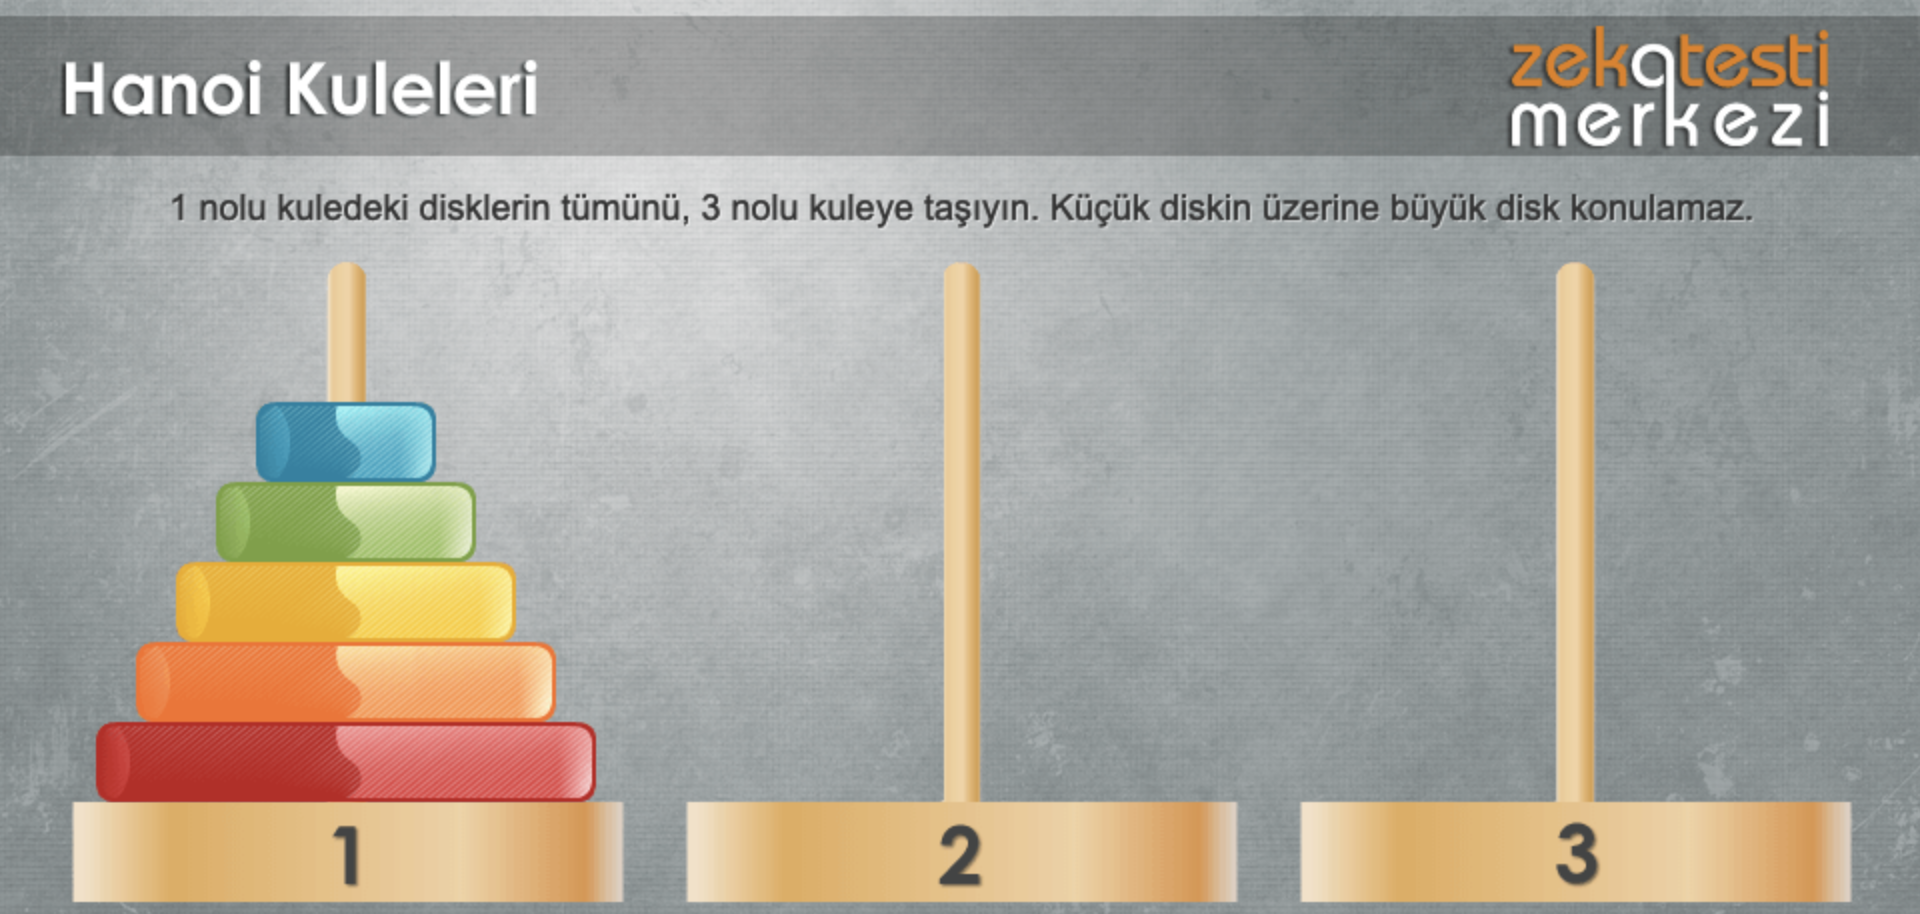 Hanoi Kuleleri
zekatesti
merkezi
1 nolu kuledeki disklerin tümünü, 3 nolu kuleye taşıyın. Küçük diskin üzerine büyük disk konulamaz.
1 2 3